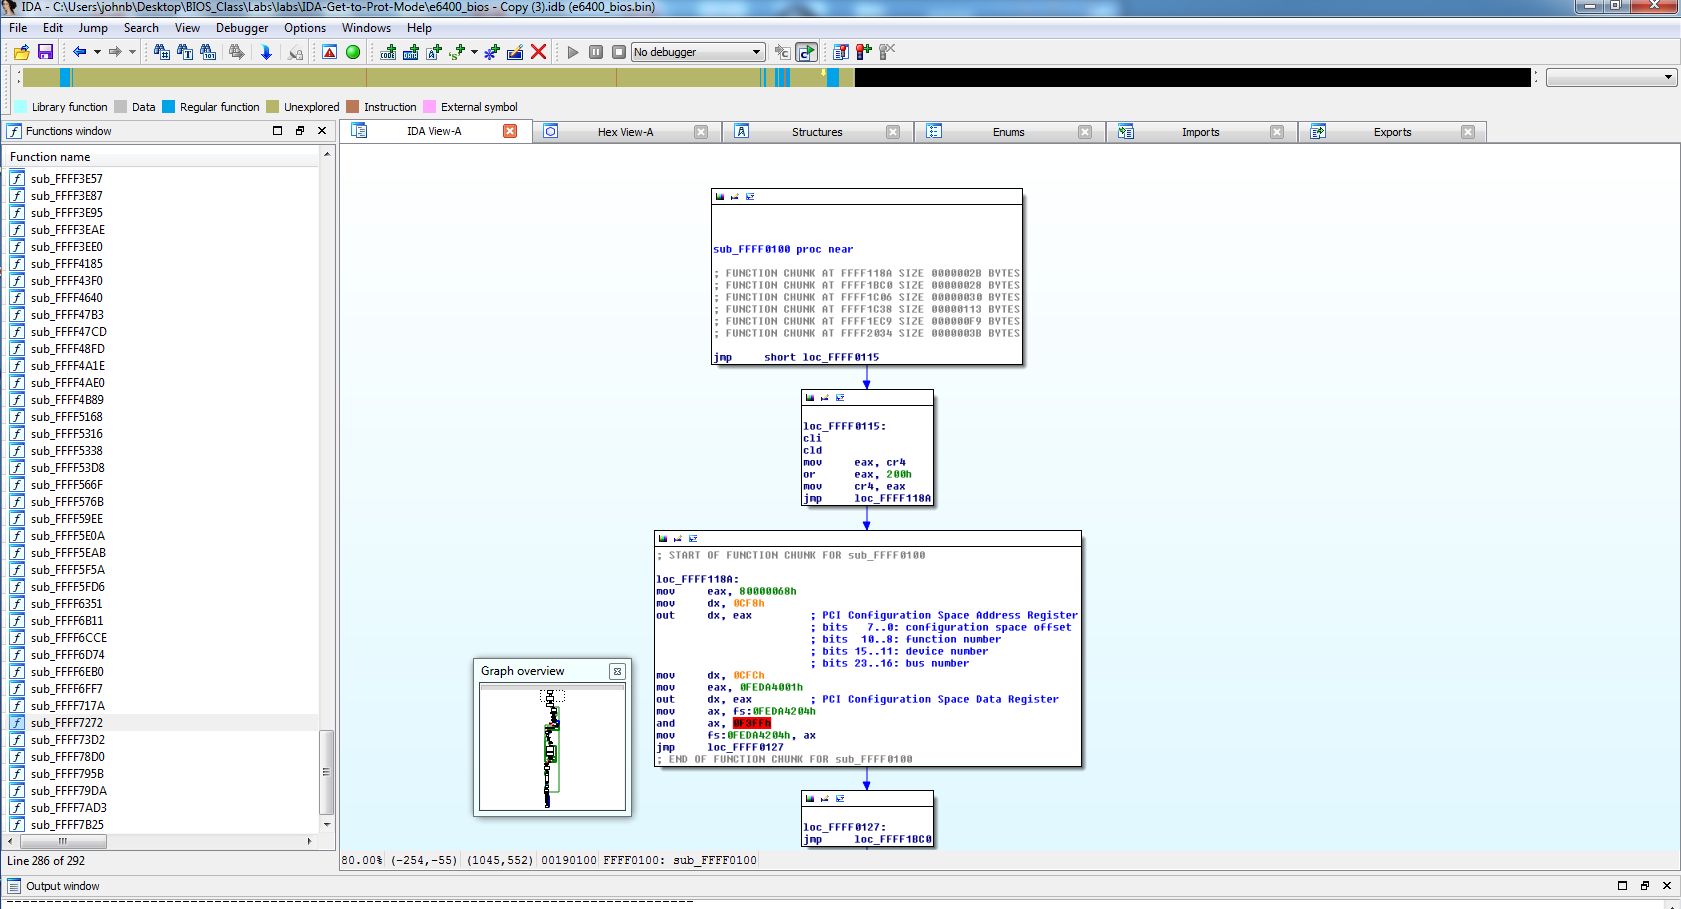 IDA - C:\Users\johnb\Desktop\BIOS_Class\Labs\labs\IDA-Get-to-Prot-Mode\e6400_bios - Copy (3).idb (e6400_bios.bin)
File Edit Jump Search View Debugger Options Windows Help
No debugger
Library function Data Regular function Unexplored Instruction External symbol
Functions window
IDA View-A Hex View-A Structures Enums Imports Exports
Function name
sub_FFFF3E57
sub_FFFF3E87
sub_FFFF3E95
sub_FFFF3EAE
sub_FFFF3EE0
sub_FFFF4185
sub_FFFF43F0
sub_FFFF4640
sub_FFFF47B3
sub_FFFF47CD
sub_FFFF48FD
sub_FFFF4A1E
sub_FFFF4AE0
sub_FFFF4B89
sub_FFFF5168
sub_FFFF5316
sub_FFFF5338
sub_FFFF53D8
sub_FFFF566F
sub_FFFF576B
sub_FFFF59EE
sub_FFFF5E0A
sub_FFFF5EAB
sub_FFFF5F5A
sub_FFFF5FD6
sub_FFFF6351
sub_FFFF6B11
sub_FFFF6CCE
sub_FFFF6D74
sub_FFFF6EB0
sub_FFFF6FF7
sub_FFFF717A
sub_FFFF7272
sub_FFFF73D2
sub_FFFF78D0
sub_FFFF795B
sub_FFFF79DA
sub_FFFF7AD3
sub_FFFF7B25
Line 286 of 292
sub_FFFF0100 proc near
; FUNCTION CHUNK AT FFFF118A SIZE 0000002B BYTES
; FUNCTION CHUNK AT FFFF1BC0 SIZE 00000028 BYTES
; FUNCTION CHUNK AT FFFF1C06 SIZE 00000030 BYTES
; FUNCTION CHUNK AT FFFF1C38 SIZE 00000113 BYTES
; FUNCTION CHUNK AT FFFF1EC9 SIZE 000000F9 BYTES
; FUNCTION CHUNK AT FFFF2034 SIZE 0000003B BYTES
jmp short loc_FFFF0115
loc_FFFF0115:
cli
cld
mov eax, cr4
or eax, 200h
mov cr4, eax
jmp loc_FFFF118A
; START OF FUNCTION CHUNK FOR sub_FFFF0100
loc_FFFF118A:
mov eax, 80000068h
mov dx, 0CF8h
out dx, eax ; PCI Configuration Space Address Register
; bits 7..0: configuration space offset
; bits 10..8: function number
; bits 15..11: device number
; bits 23..16: bus number
mov dx, 0CFCh
mov eax, 0FEDA4001h
out dx, eax ; PCI Configuration Space Data Register
mov ax, fs:0FEDA4204h
and ax, 0F3FFh
mov fs:0FEDA4204h, ax
jmp loc_FFFF0127
; END OF FUNCTION CHUNK FOR sub_FFFF0100
loc_FFFF0127:
jmp loc_FFFF1BC0
Graph overview
80.00% (-254,-55) (1045,552) 00190100 FFFF0100: sub_FFFF0100
Output window